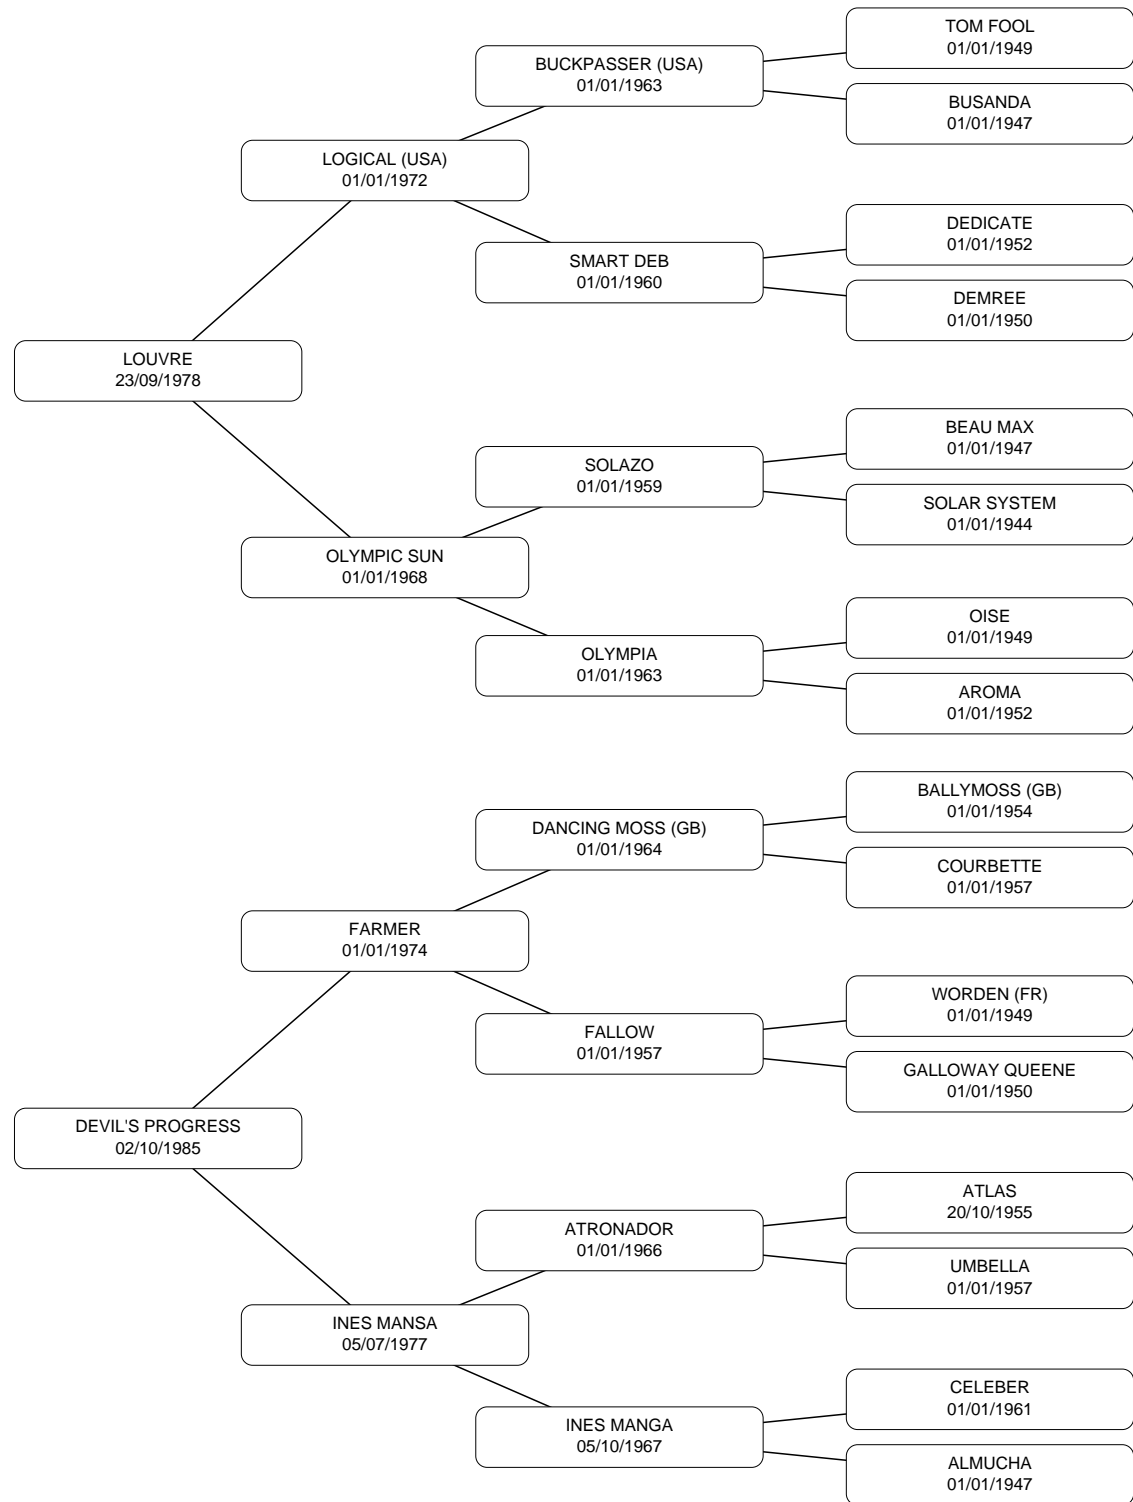 TOM FOOL
01/01/1949
BUCKPASSER (USA)
01/01/1963
BUSANDA
01/01/1947
LOGICAL (USA)
01/01/1972
DEDICATE
01/01/1952
SMART DEB
01/01/1960
DEMREE
01/01/1950
LOUVRE
23/09/1978
BEAU MAX
01/01/1947
SOLAZO
01/01/1959
SOLAR SYSTEM
01/01/1944
OLYMPIC SUN
01/01/1968
OISE
01/01/1949
OLYMPIA
01/01/1963
AROMA
01/01/1952
BALLYMOSS (GB)
01/01/1954
DANCING MOSS (GB)
01/01/1964
COURBETTE
01/01/1957
FARMER
01/01/1974
WORDEN (FR)
01/01/1949
FALLOW
01/01/1957
GALLOWAY QUEENE
01/01/1950
DEVIL'S PROGRESS
02/10/1985
ATLAS
20/10/1955
ATRONADOR
01/01/1966
UMBELLA
01/01/1957
INES MANSA
05/07/1977
CELEBER
01/01/1961
INES MANGA
05/10/1967
ALMUCHA
01/01/1947